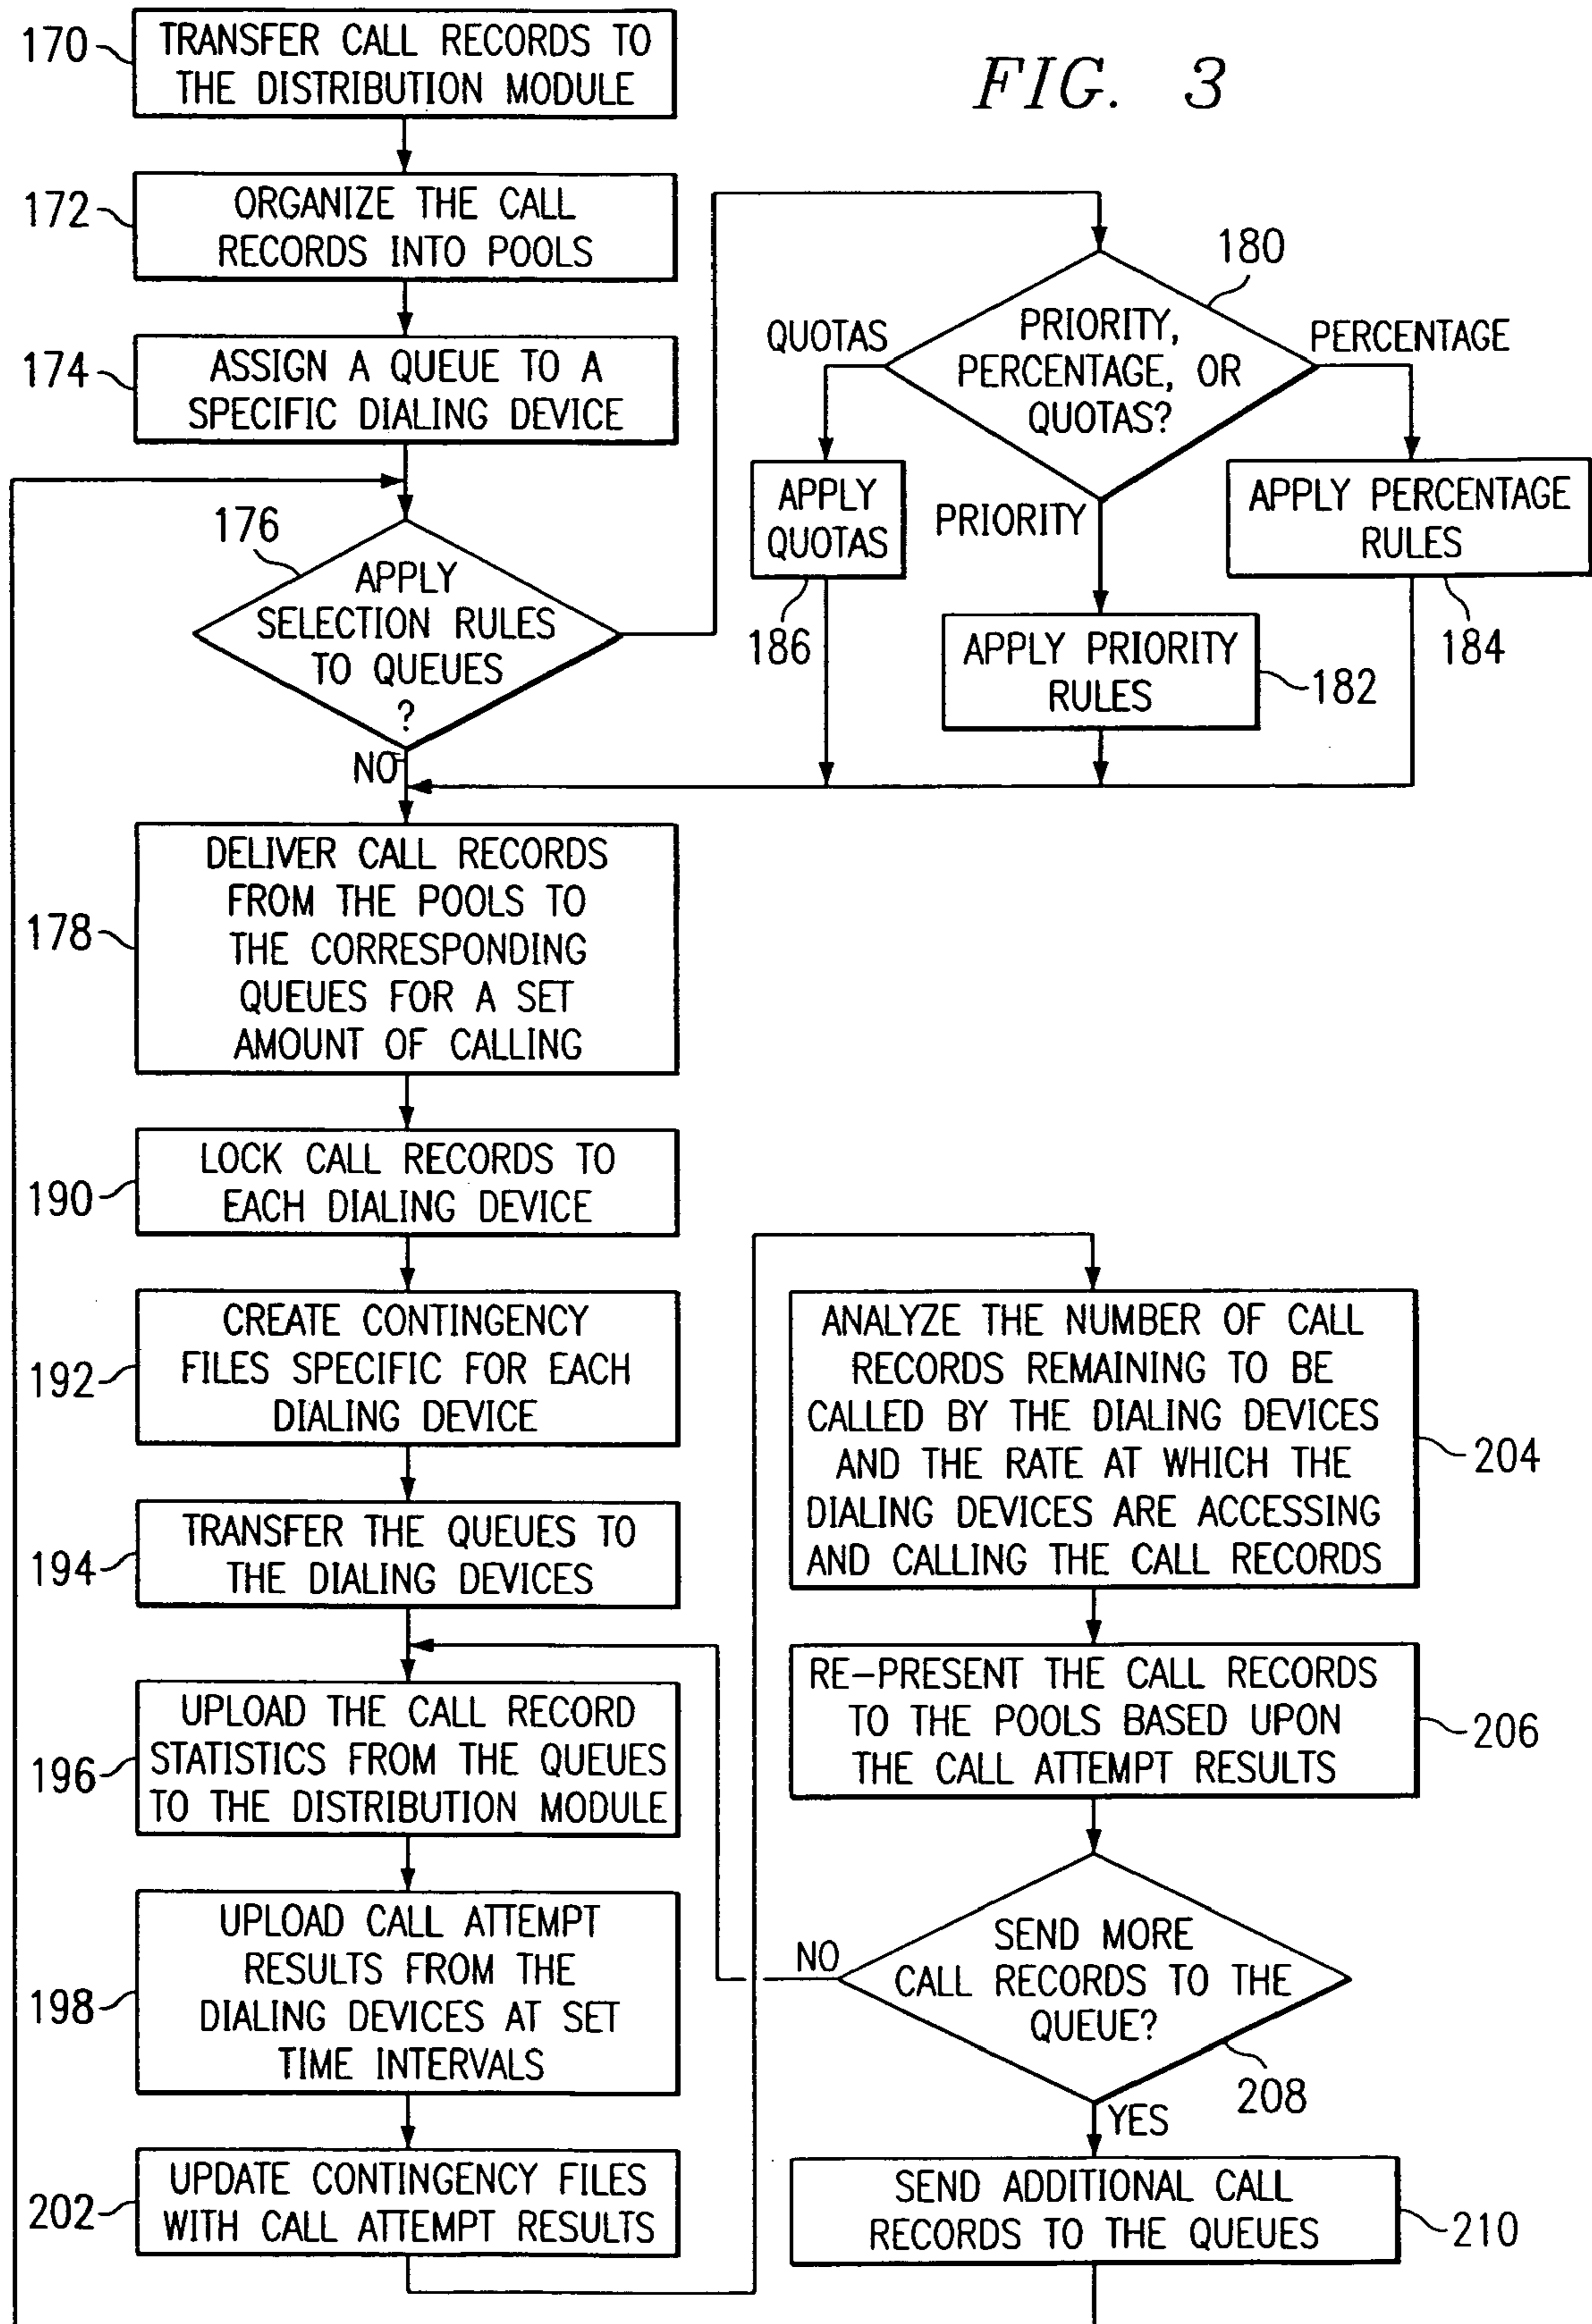 FIG. 3
170
TRANSFER CALL RECORDS TO
THE DISTRIBUTION MODULE
172
ORGANIZE THE CALL
RECORDS INTO POOLS
174
ASSIGN A QUEUE TO A
SPECIFIC DIALING DEVICE
176
APPLY
SELECTION RULES
TO QUEUES
?
NO
180
PRIORITY,
PERCENTAGE, OR
QUOTAS?
QUOTAS
PERCENTAGE
PRIORITY
APPLY
QUOTAS
186
APPLY PRIORITY
RULES
182
APPLY PERCENTAGE
RULES
184
178
DELIVER CALL RECORDS
FROM THE POOLS TO
THE CORRESPONDING
QUEUES FOR A SET
AMOUNT OF CALLING
190
LOCK CALL RECORDS TO
EACH DIALING DEVICE
192
CREATE CONTINGENCY
FILES SPECIFIC FOR EACH
DIALING DEVICE
194
TRANSFER THE QUEUES TO
THE DIALING DEVICES
196
UPLOAD THE CALL RECORD
STATISTICS FROM THE QUEUES
TO THE DISTRIBUTION MODULE
198
UPLOAD CALL ATTEMPT
RESULTS FROM THE
DIALING DEVICES AT SET
TIME INTERVALS
202
UPDATE CONTINGENCY FILES
WITH CALL ATTEMPT RESULTS
ANALYZE THE NUMBER OF CALL
RECORDS REMAINING TO BE
CALLED BY THE DIALING DEVICES
AND THE RATE AT WHICH THE
DIALING DEVICES ARE ACCESSING
AND CALLING THE CALL RECORDS
204
RE-PRESENT THE CALL RECORDS
TO THE POOLS BASED UPON
THE CALL ATTEMPT RESULTS
206
SEND MORE
CALL RECORDS TO THE
QUEUE?
208
NO
YES
SEND ADDITIONAL CALL
RECORDS TO THE QUEUES
210